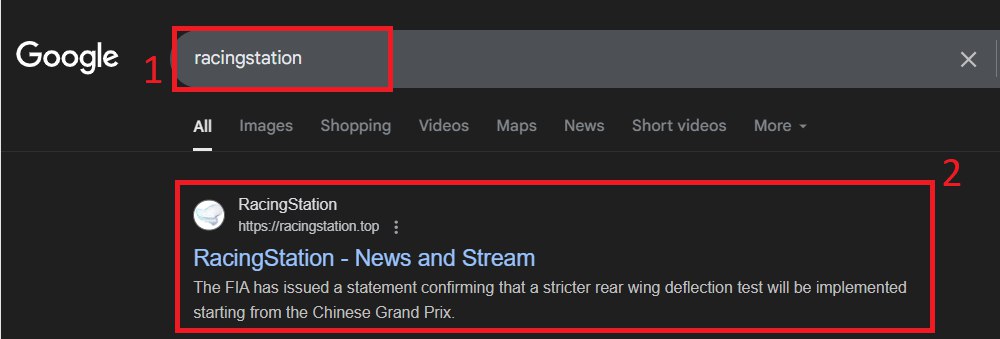 Google
1
racingstation
All Images Shopping Videos Maps News Short videos More
2
RacingStation
https://racingstation.top
RacingStation - News and Stream
The FIA has issued a statement confirming that a stricter rear wing deflection test will be implemented
starting from the Chinese Grand Prix.